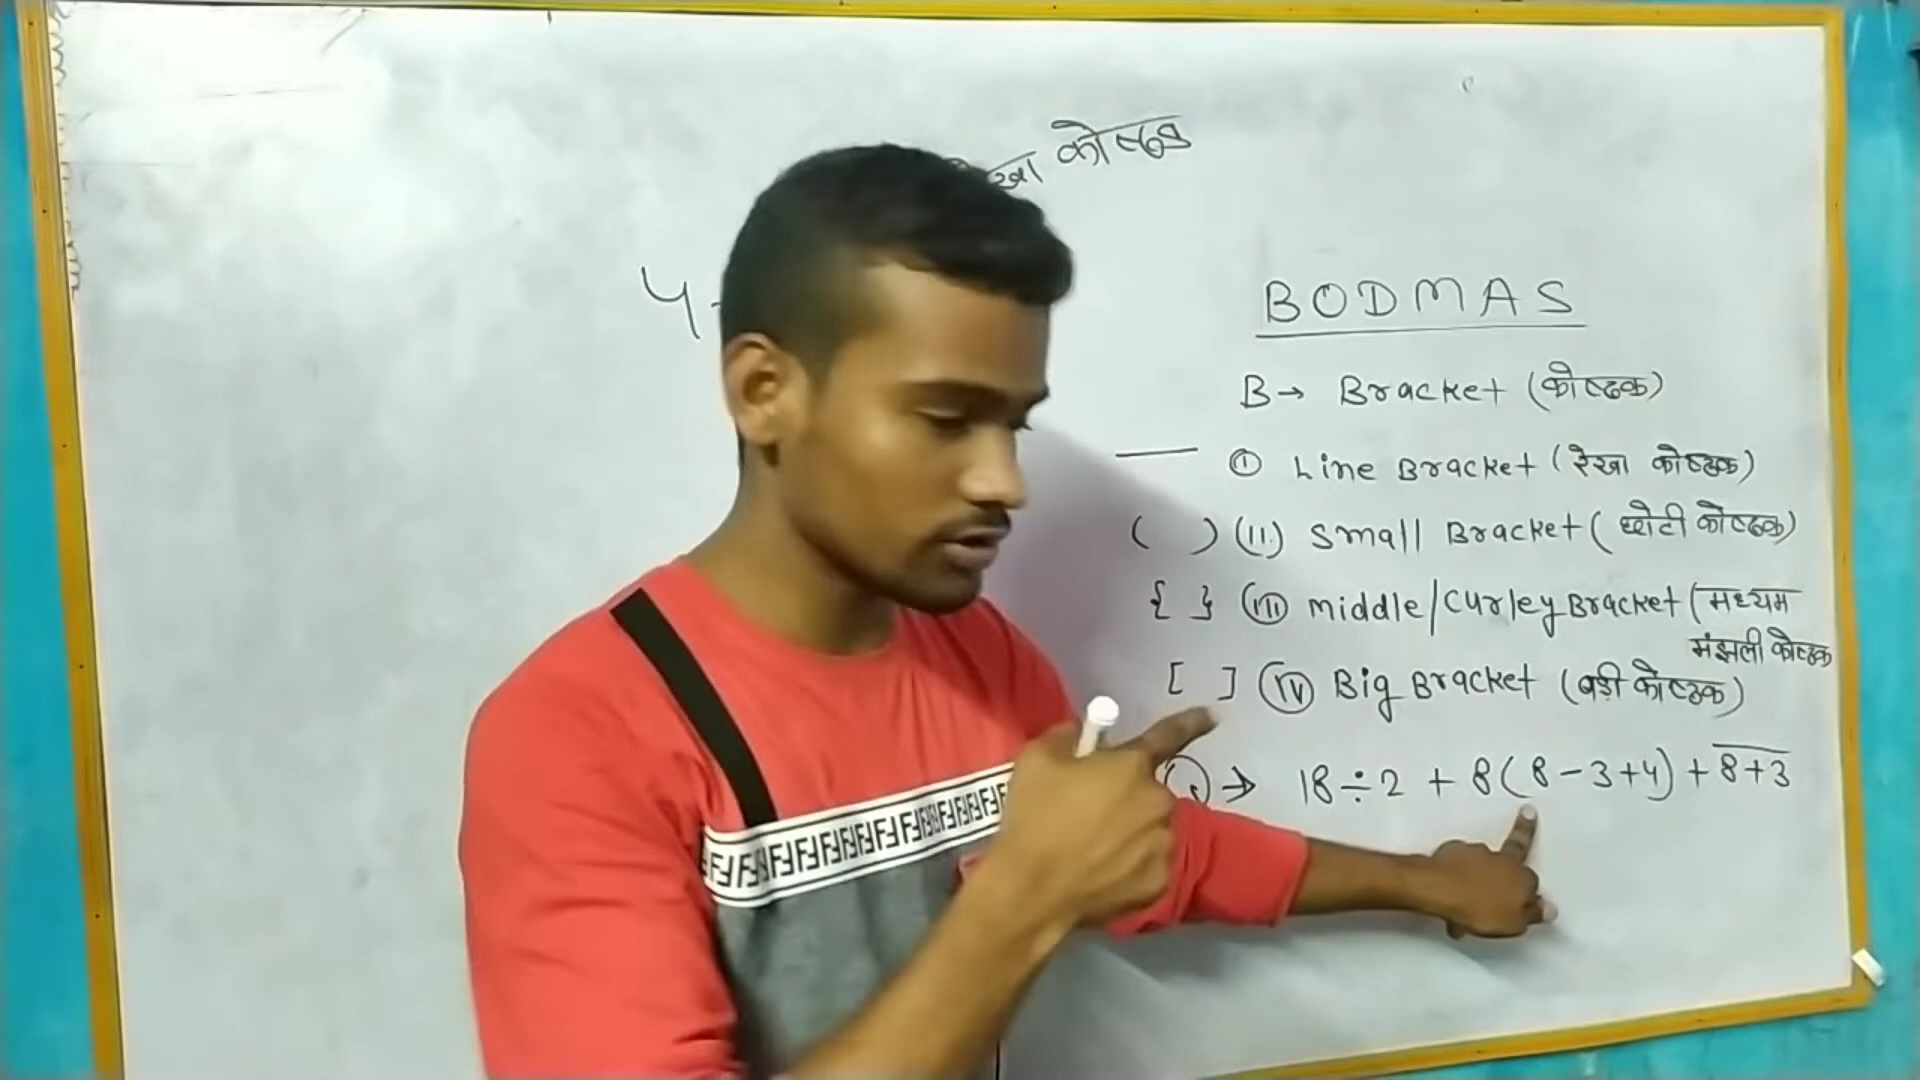 कोष्ठक
4
BODMAS
B→ Bracket (कोष्ठक)
① Line Bracket (रेखा कोष्ठक)
( ) (II) Small Bracket (छोटी कोष्ठक)
{ } (III) Middle/Curley Bracket (मध्यम
मंझली कोष्ठक
[ ] (IV) Big Bracket (बड़ी कोष्ठक)
→ 18÷2 + 8(8-3+4) + 8+3